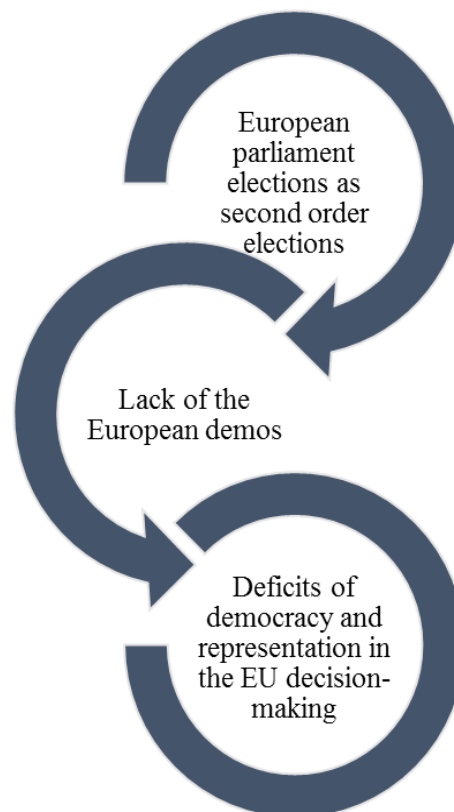 European
parliament
elections as
second order
elections
Lack of the
European demos
Deficits of
democracy and
representation in
the EU decision-
making